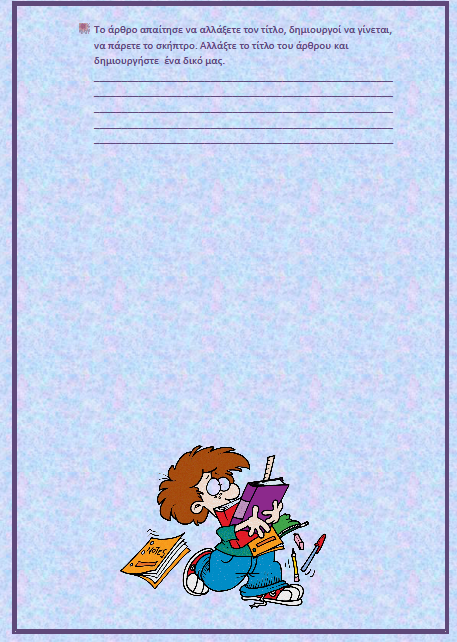 Το άρθρο απαίτησε να αλλάξετε τον τίτλο, δημιουργοί να γίνεται,
να πάρετε το σκήπτρο. Αλλάξτε το τίτλο του άρθρου και
δημιουργήστε ένα δικό μας.
NOTES